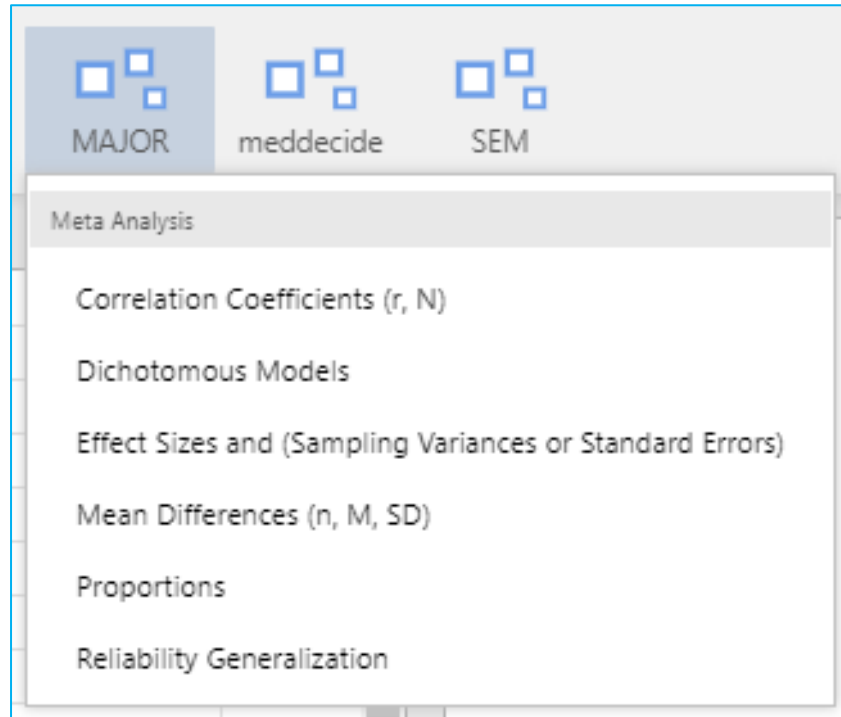 MAJOR meddecide SEM
Meta Analysis
Correlation Coefficients (r, N)
Dichotomous Models
Effect Sizes and (Sampling Variances or Standard Errors)
Mean Differences (n, M, SD)
Proportions
Reliability Generalization